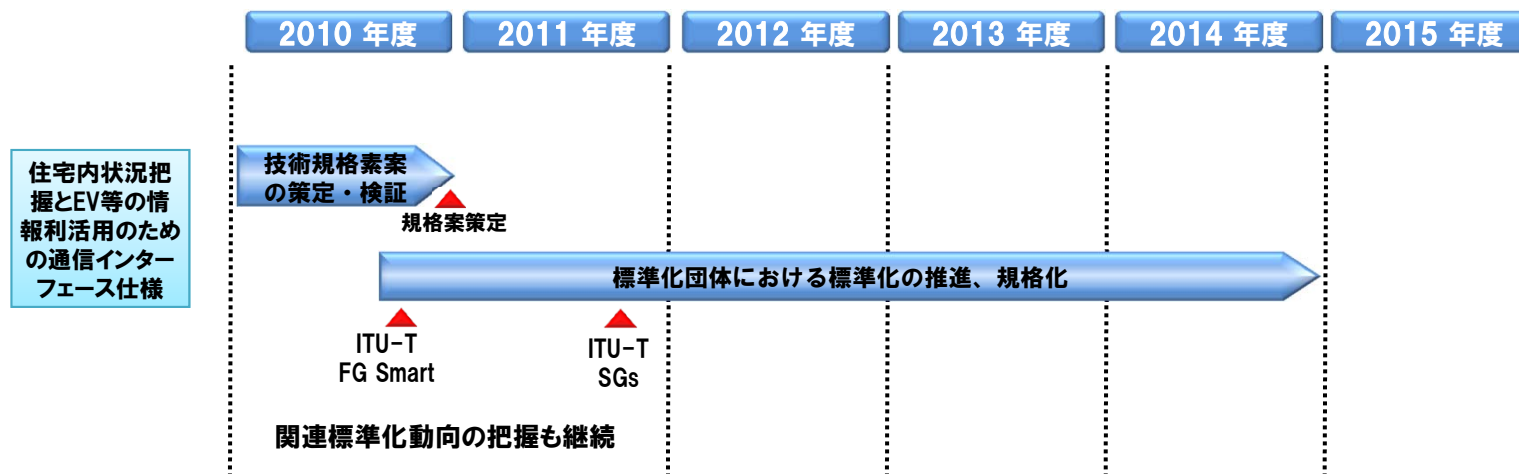 2010 年度
2011 年度
2012 年度
2013 年度
2014 年度
2015 年度
住宅内状況把
握とEV等の情
報利活用のため
の通信インター
フェース仕様
技術規格素案
の策定・検証
規格案策定
標準化団体における標準化の推進、規格化
ITU-T
FG Smart
ITU-T
SGs
関連標準化動向の把握も継続